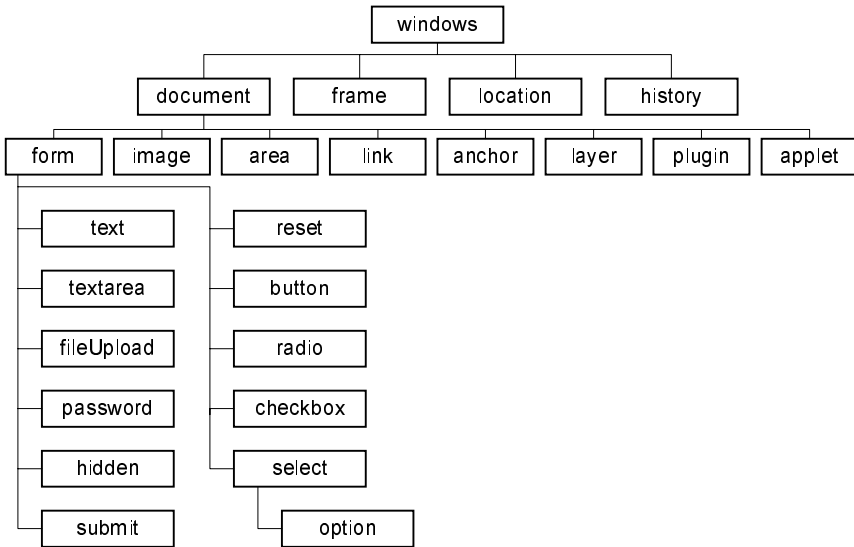 windows
document frame location history
form image area link anchor layer plugin applet
text reset
textarea button
fileUpload radio
password checkbox
hidden select
submit option